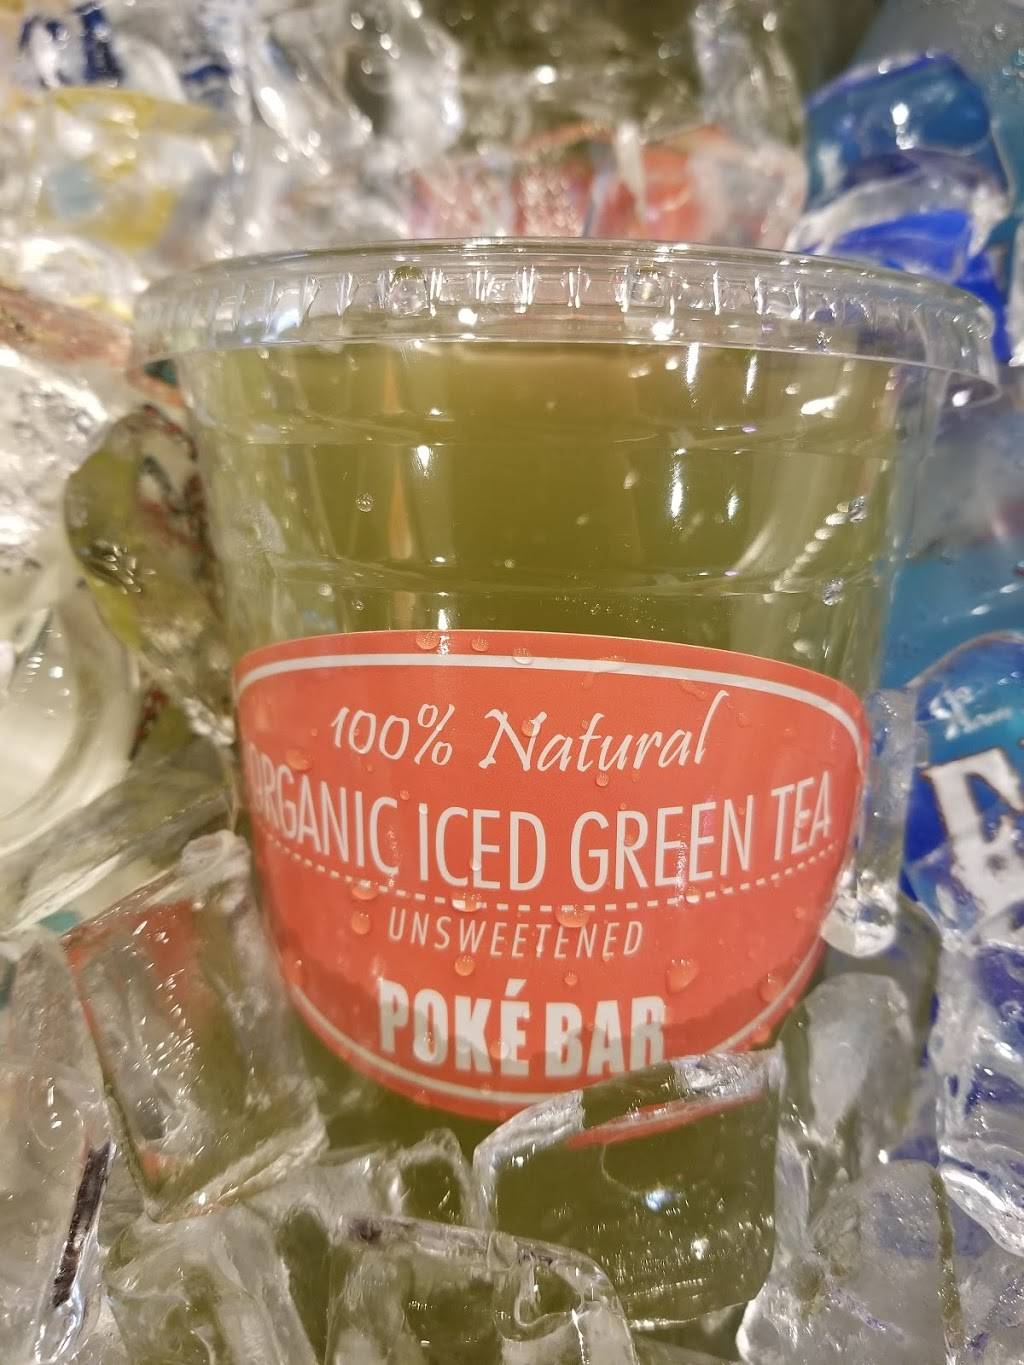 100% Natural
ORGANIC ICED GREEN TEA
UNSWEETENED
POKÉ BAR
E